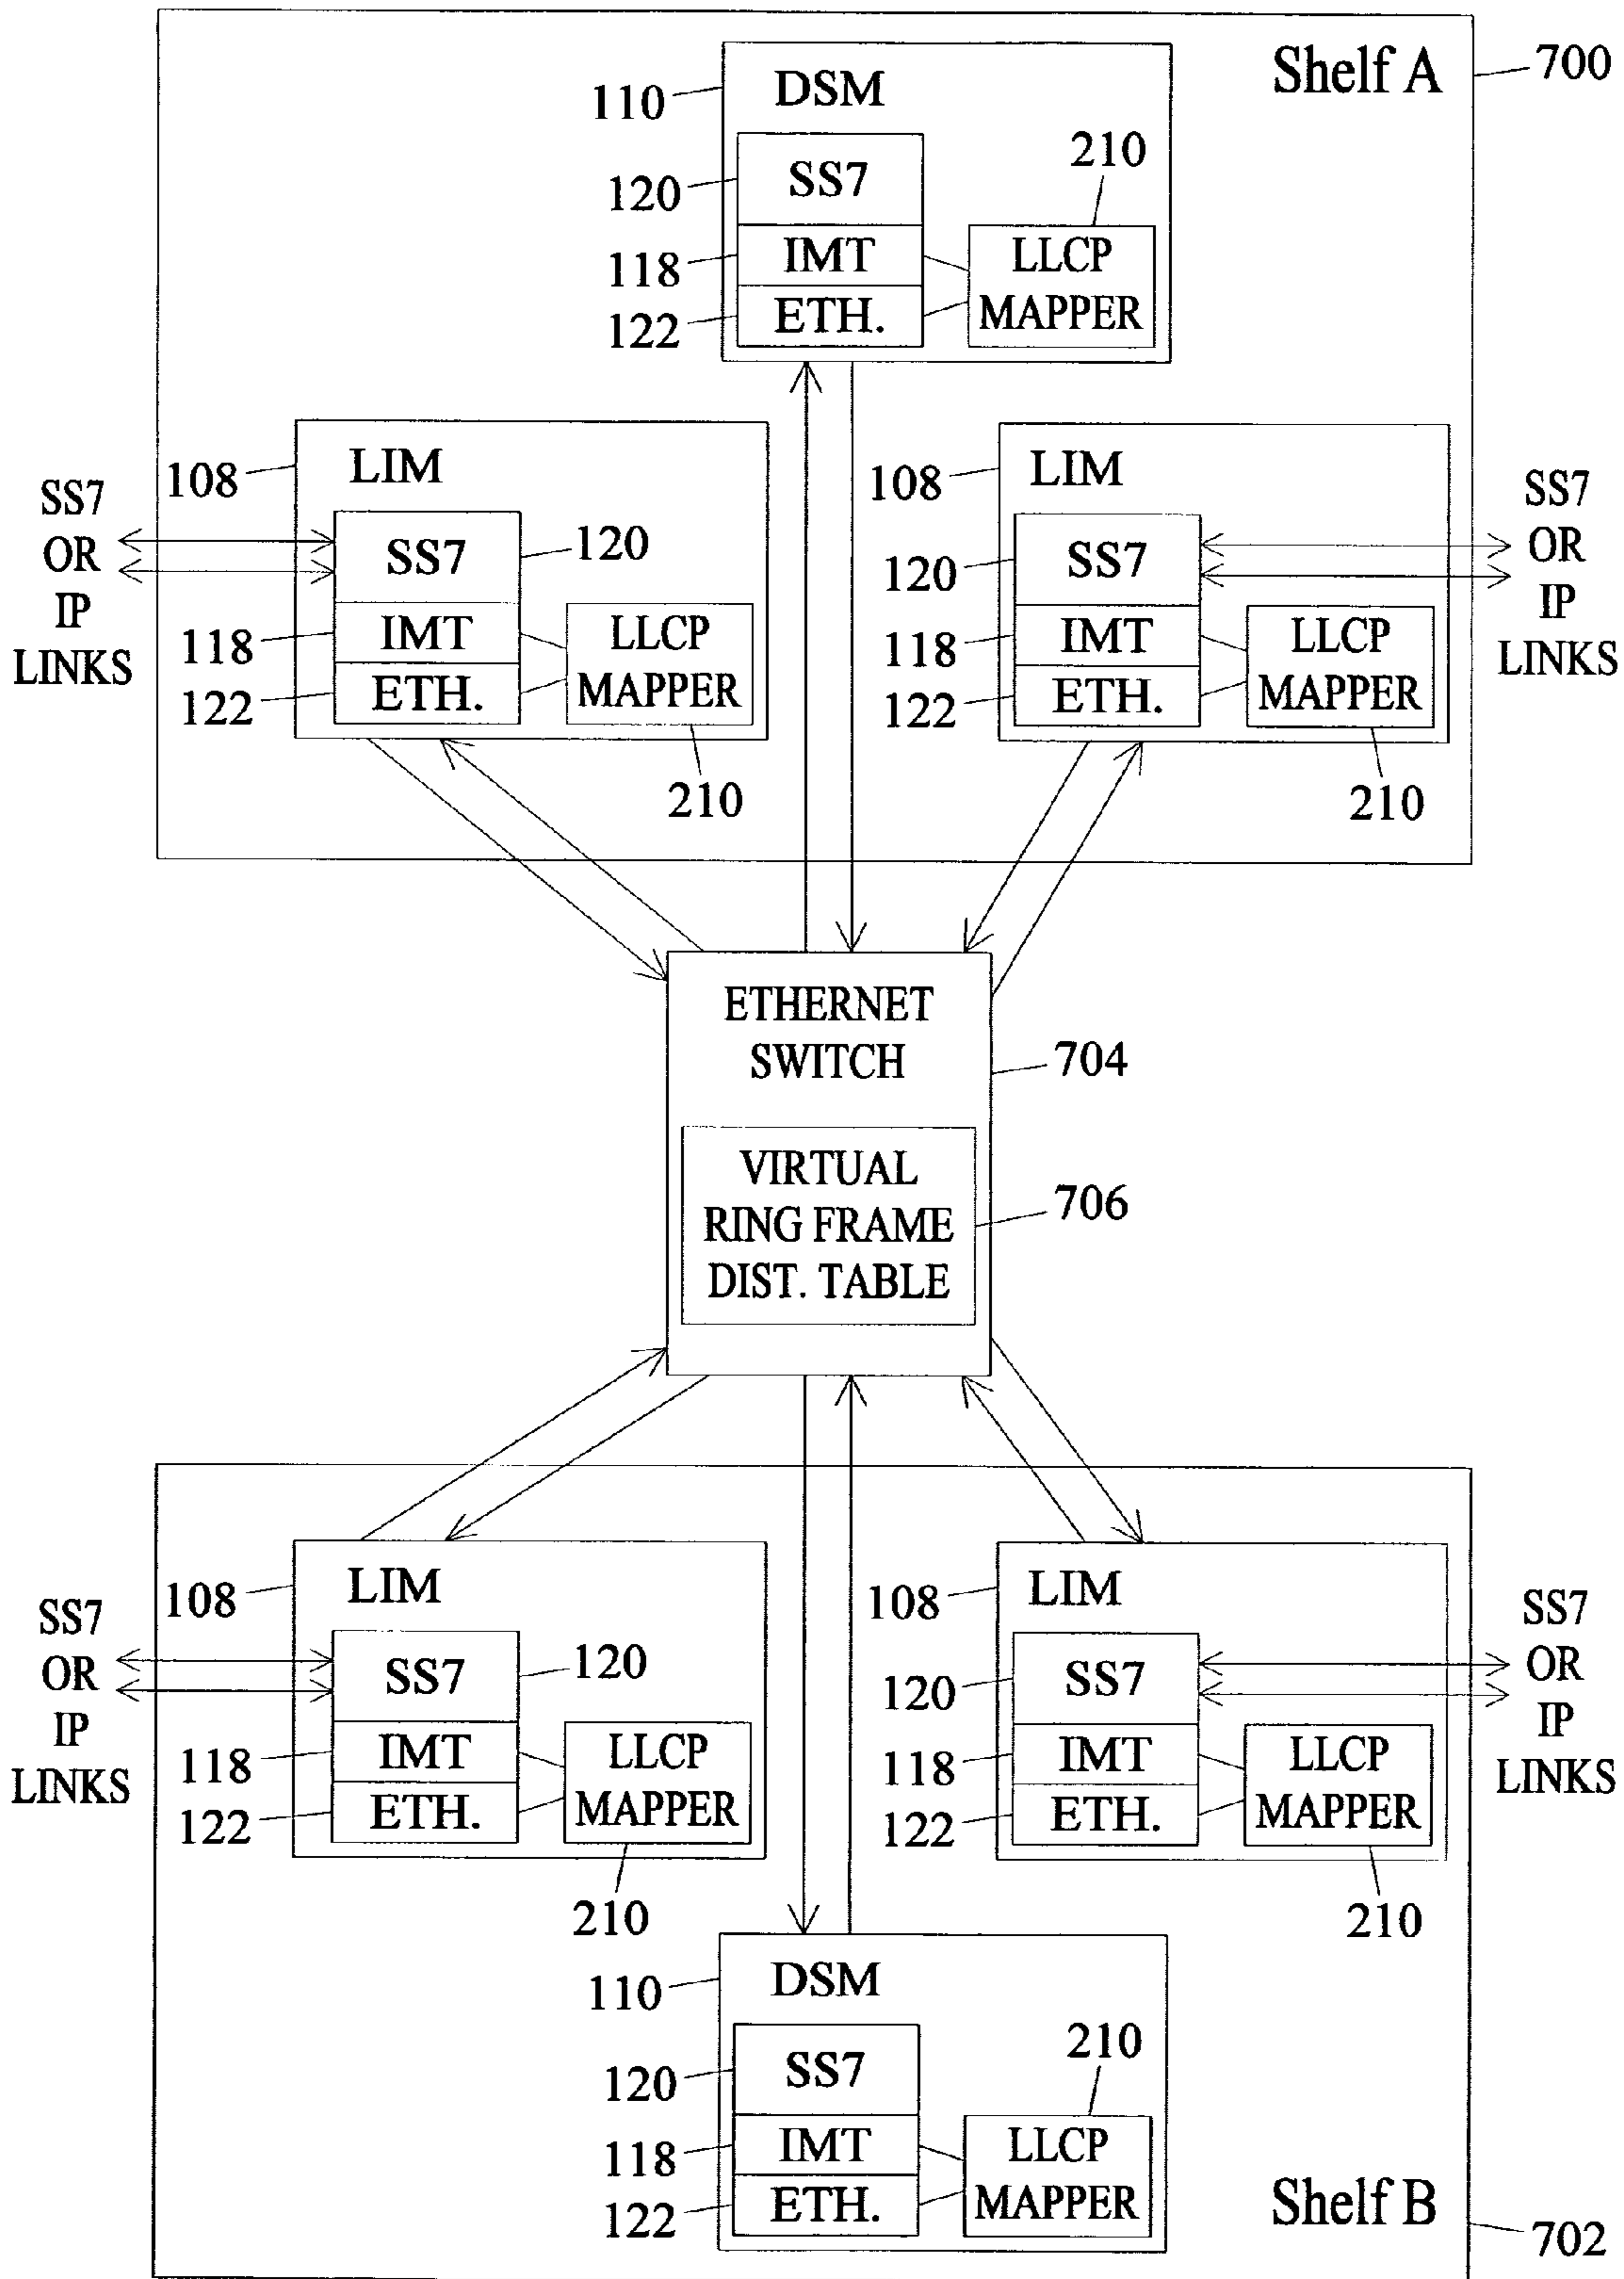 Shelf A
700
110
DSM
120
SS7
210
118
IMT
LLCP
MAPPER
122
ETH.
SS7
OR
IP
LINKS
108
LIM
SS7
120
118
IMT
LLCP
MAPPER
122
ETH.
210
108
LIM
120
SS7
118
IMT
LLCP
MAPPER
122
ETH.
210
SS7
OR
IP
LINKS
ETHERNET
SWITCH
704
VIRTUAL
RING FRAME
DIST. TABLE
706
SS7
OR
IP
LINKS
108
LIM
SS7
120
118
IMT
LLCP
MAPPER
122
ETH.
210
108
LIM
120
SS7
118
IMT
LLCP
MAPPER
122
ETH.
210
SS7
OR
IP
LINKS
110
DSM
120
SS7
210
118
IMT
LLCP
MAPPER
122
ETH.
Shelf B
702